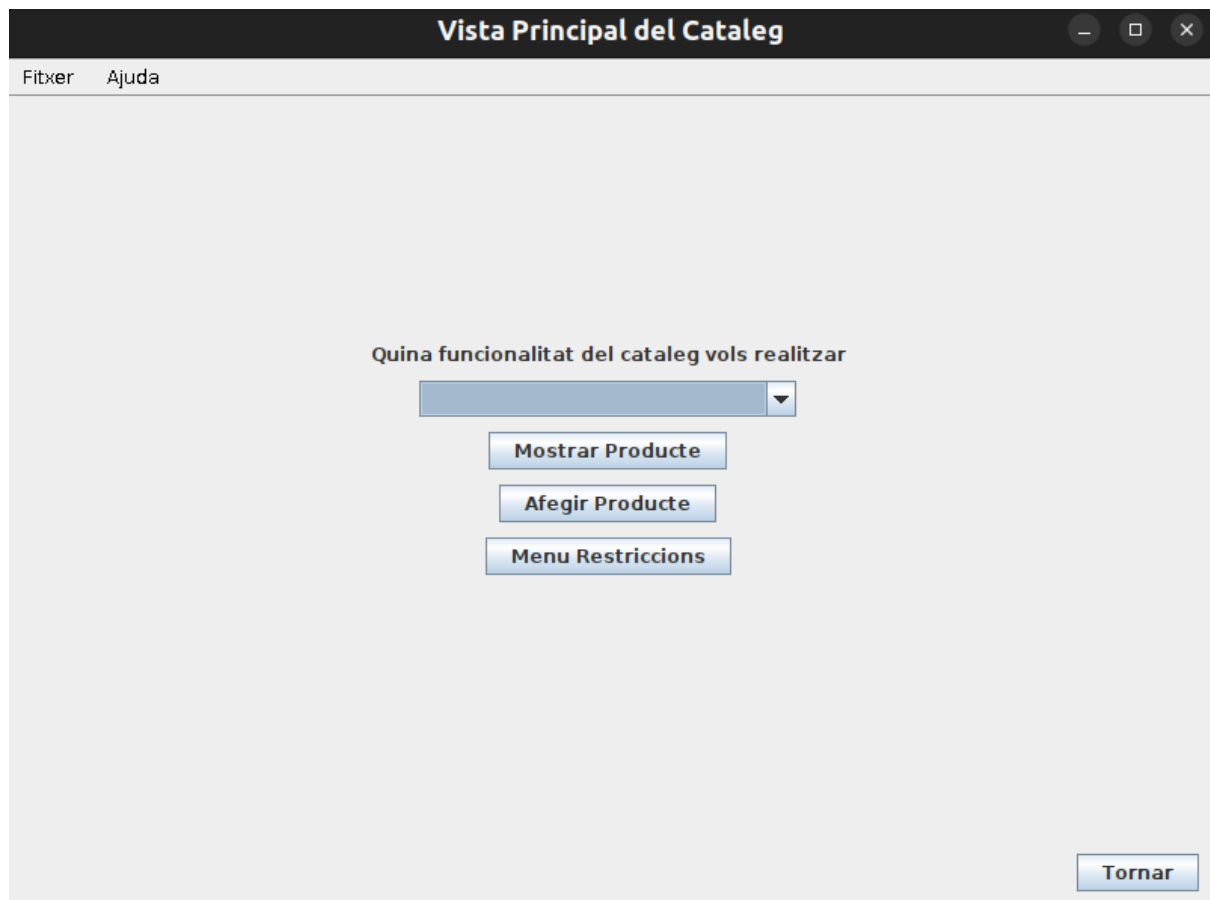 Vista Principal del Cataleg
Fitxer Ajuda
Quina funcionalitat del cataleg vols realitzar
Mostrar Producte
Afegir Producte
Menu Restriccions
Tornar